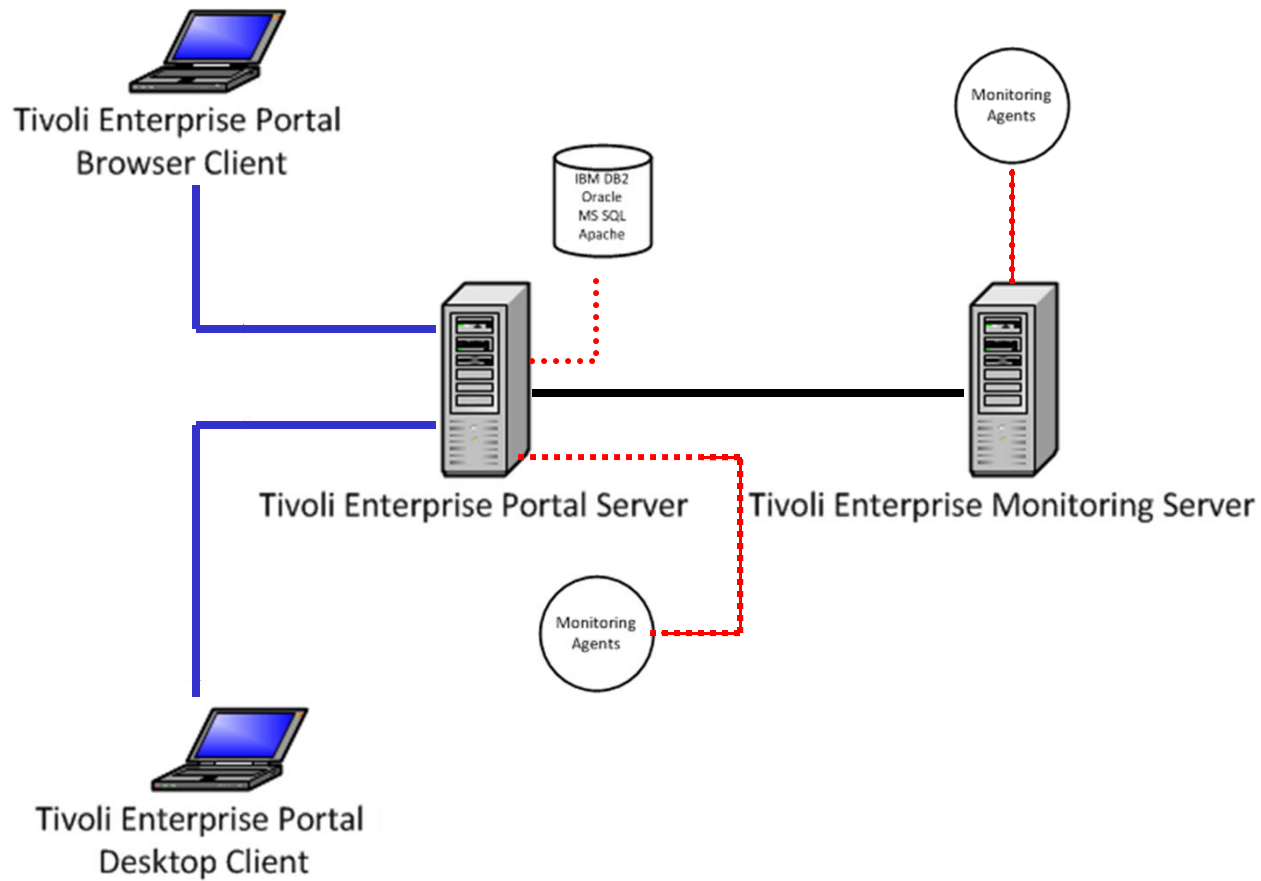 Tivoli Enterprise Portal
Browser Client
Monitoring
Agents
IBM DB2
Oracle
MS SQL
Apache
Tivoli Enterprise Portal Server
Tivoli Enterprise Monitoring Server
Monitoring
Agents
Tivoli Enterprise Portal
Desktop Client